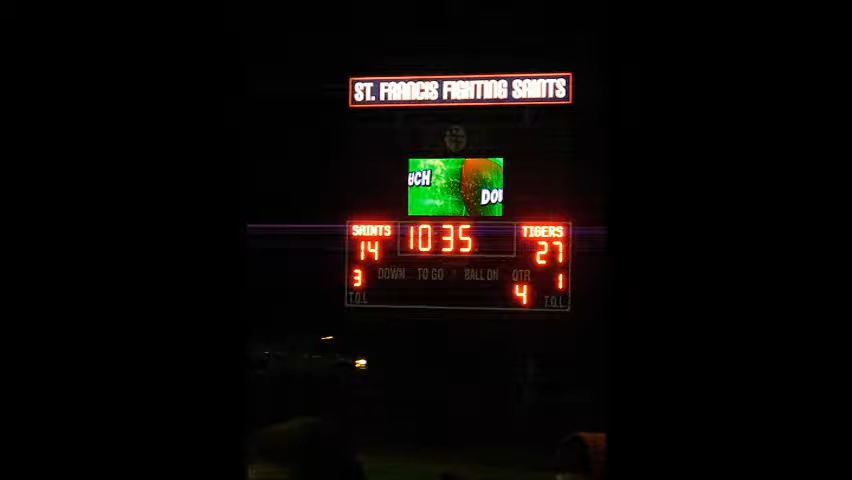 ST. FRANCIS FIGHTING SAINTS
UCH
DOU
SAINTS 10 35 TIGERS
14 27
3 DOWN TO GO BALL ON QTR 1
T.O.L 4 T.O.L